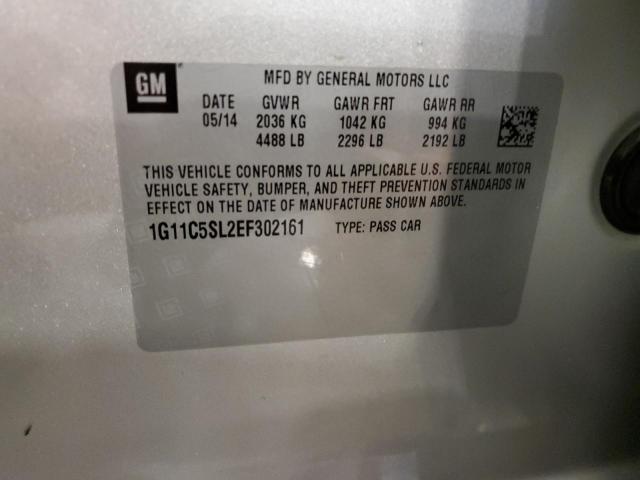 GM
MFD BY GENERAL MOTORS LLC
DATE GVWR GAWR FRT GAWR RR
05/14 2036 KG 1042 KG 994 KG
4488 LB 2296 LB 2192 LB
THIS VEHICLE CONFORMS TO ALL APPLICABLE U.S. FEDERAL MOTOR
VEHICLE SAFETY, BUMPER, AND THEFT PREVENTION STANDARDS IN
EFFECT ON THE DATE OF MANUFACTURE SHOWN ABOVE.
1G11C5SL2EF302161 TYPE: PASS CAR